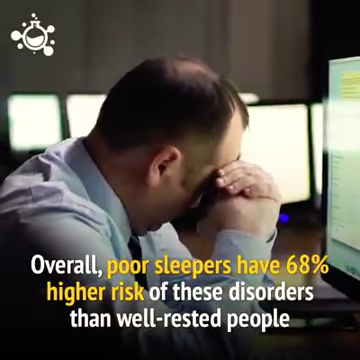 Overall, poor sleepers have 68%
higher risk of these disorders
than well-rested people